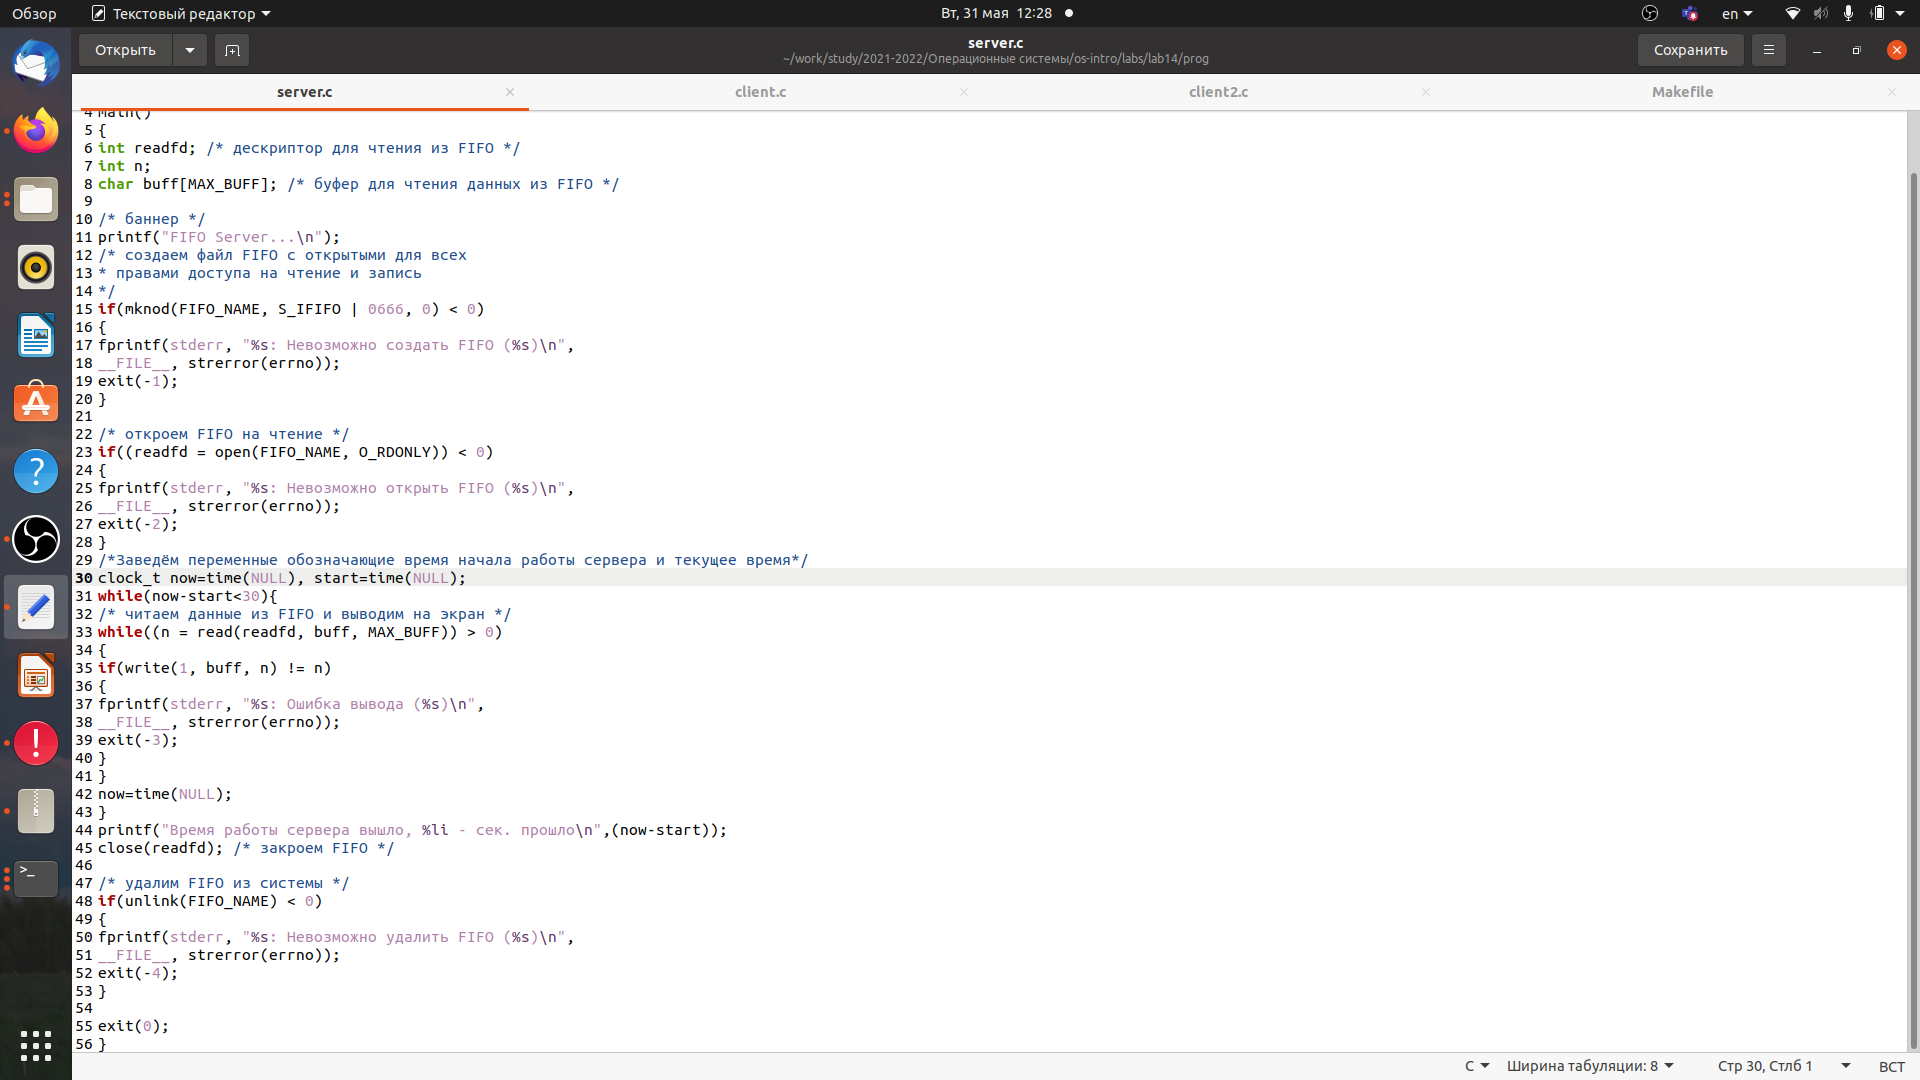 Обзор
Текстовый редактор
Вт, 31 мая 12:28
en
Открыть
server.c
~/work/study/2021-2022/Операционные системы/os-intro/labs/lab14/prog
Сохранить
server.c
client.c
client2.c
Makefile
4 main()
5 {
6 int readfd; /* дескриптор для чтения из FIFO */
7 int n;
8 char buff[MAX_BUFF]; /* буфер для чтения данных из FIFO */
9
10 /* баннер */
11 printf("FIFO Server...\n");
12 /* создаем файл FIFO с открытыми для всех
13 * правами доступа на чтение и запись
14 */
15 if(mknod(FIFO_NAME, S_IFIFO | 0666, 0) < 0)
16 {
17 fprintf(stderr, "%s: Невозможно создать FIFO (%s)\n",
18 __FILE__, strerror(errno));
19 exit(-1);
20 }
21
22 /* откроем FIFO на чтение */
23 if((readfd = open(FIFO_NAME, O_RDONLY)) < 0)
24 {
25 fprintf(stderr, "%s: Невозможно открыть FIFO (%s)\n",
26 __FILE__, strerror(errno));
27 exit(-2);
28 }
29 /*Заведём переменные обозначающие время начала работы сервера и текущее время*/
30 clock_t now=time(NULL), start=time(NULL);
31 while(now-start<30){
32 /* читаем данные из FIFO и выводим на экран */
33 while((n = read(readfd, buff, MAX_BUFF)) > 0)
34 {
35 if(write(1, buff, n) != n)
36 {
37 fprintf(stderr, "%s: Ошибка вывода (%s)\n",
38 __FILE__, strerror(errno));
39 exit(-3);
40 }
41 }
42 now=time(NULL);
43 }
44 printf("Время работы сервера вышло, %li - сек. прошло\n",(now-start));
45 close(readfd); /* закроем FIFO */
46
47 /* удалим FIFO из системы */
48 if(unlink(FIFO_NAME) < 0)
49 {
50 fprintf(stderr, "%s: Невозможно удалить FIFO (%s)\n",
51 __FILE__, strerror(errno));
52 exit(-4);
53 }
54
55 exit(0);
56 }
C
Ширина табуляции: 8
Стр 30, Стлб 1
ВСТ